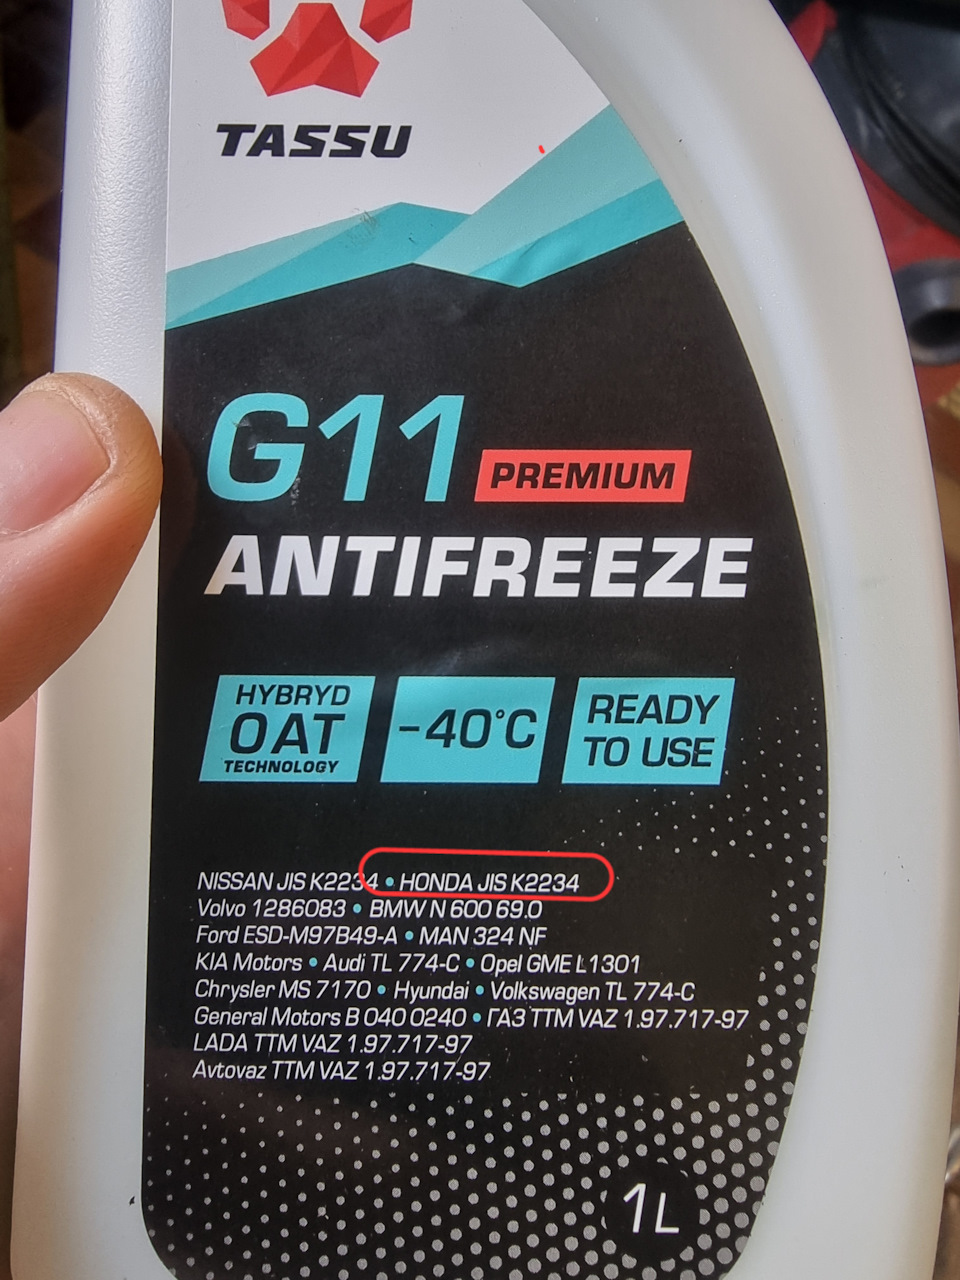 TASSU
G11 PREMIUM
ANTIFREEZE
HYBRYD
OAT
TECHNOLOGY
-40°C
READY
TO USE
NISSAN JIS K2234 • HONDA JIS K2234
Volvo 1286083 • BMW N 600 69.0
Ford ESD-M97B49-A • MAN 324 NF
KIA Motors • Audi TL 774-C • Opel GME L1301
Chrysler MS 7170 • Hyundai • Volkswagen TL 774-C
General Motors B 040 0240 • ГАЗ TTM VAZ 1.97.717-97
LADA TTM VAZ 1.97.717-97
Avtovaz TTM VAZ 1.97.717-97
1L